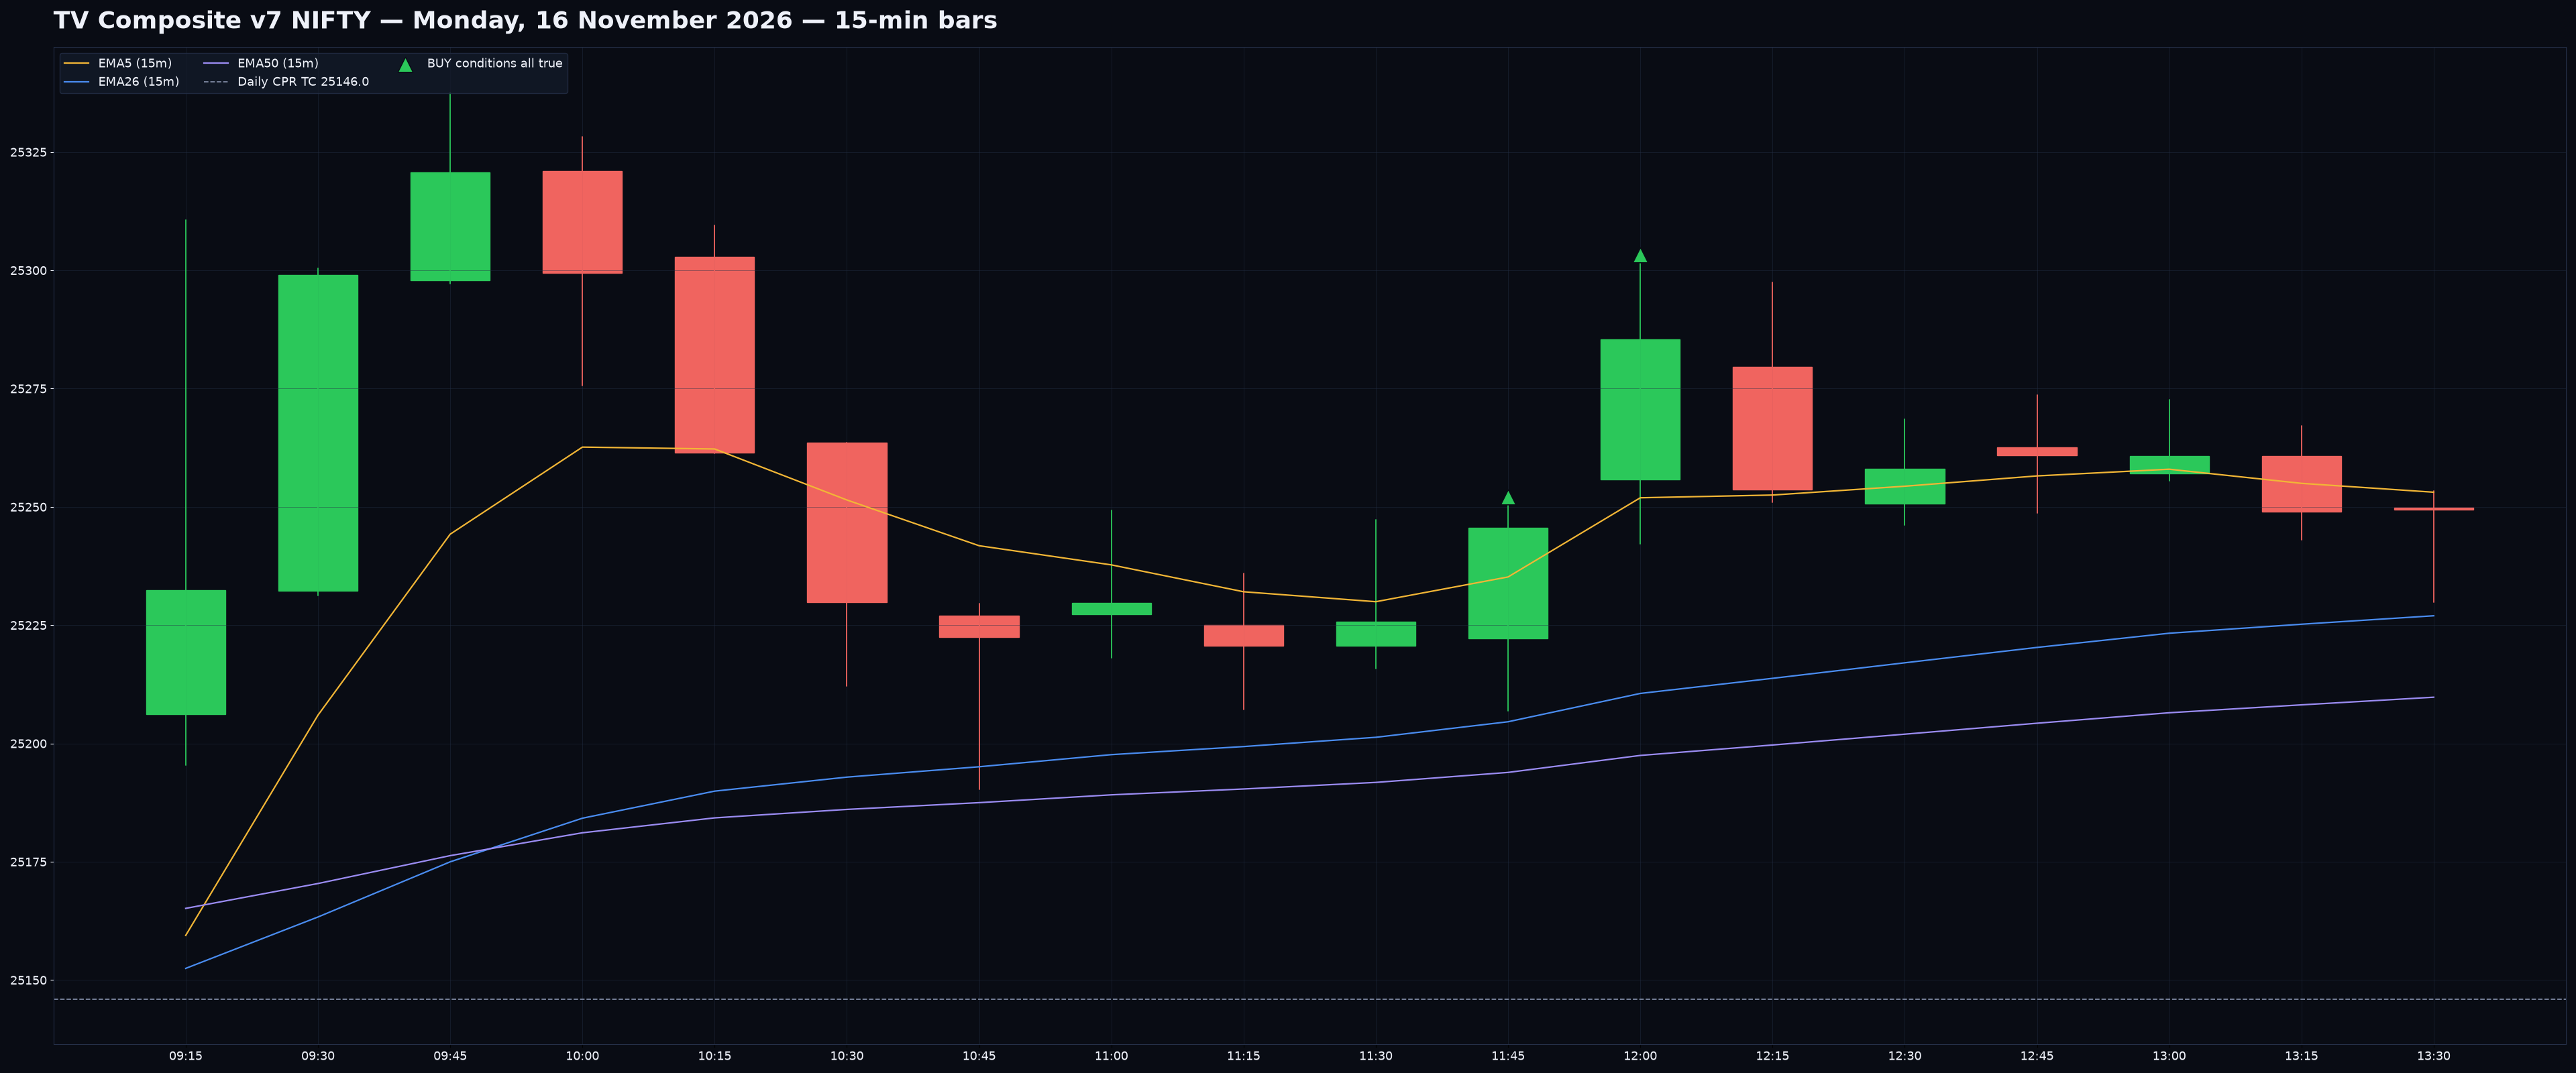 TV Composite v7 NIFTY — Monday, 16 November 2026 — 15-min bars
EMA5 (15m) EMA50 (15m) BUY conditions all true
EMA26 (15m) Daily CPR TC 25146.0
25325
25300
25275
25250
25225
25200
25175
25150
09:15 09:30 09:45 10:00 10:15 10:30 10:45 11:00 11:15 11:30 11:45 12:00 12:15 12:30 12:45 13:00 13:15 13:30